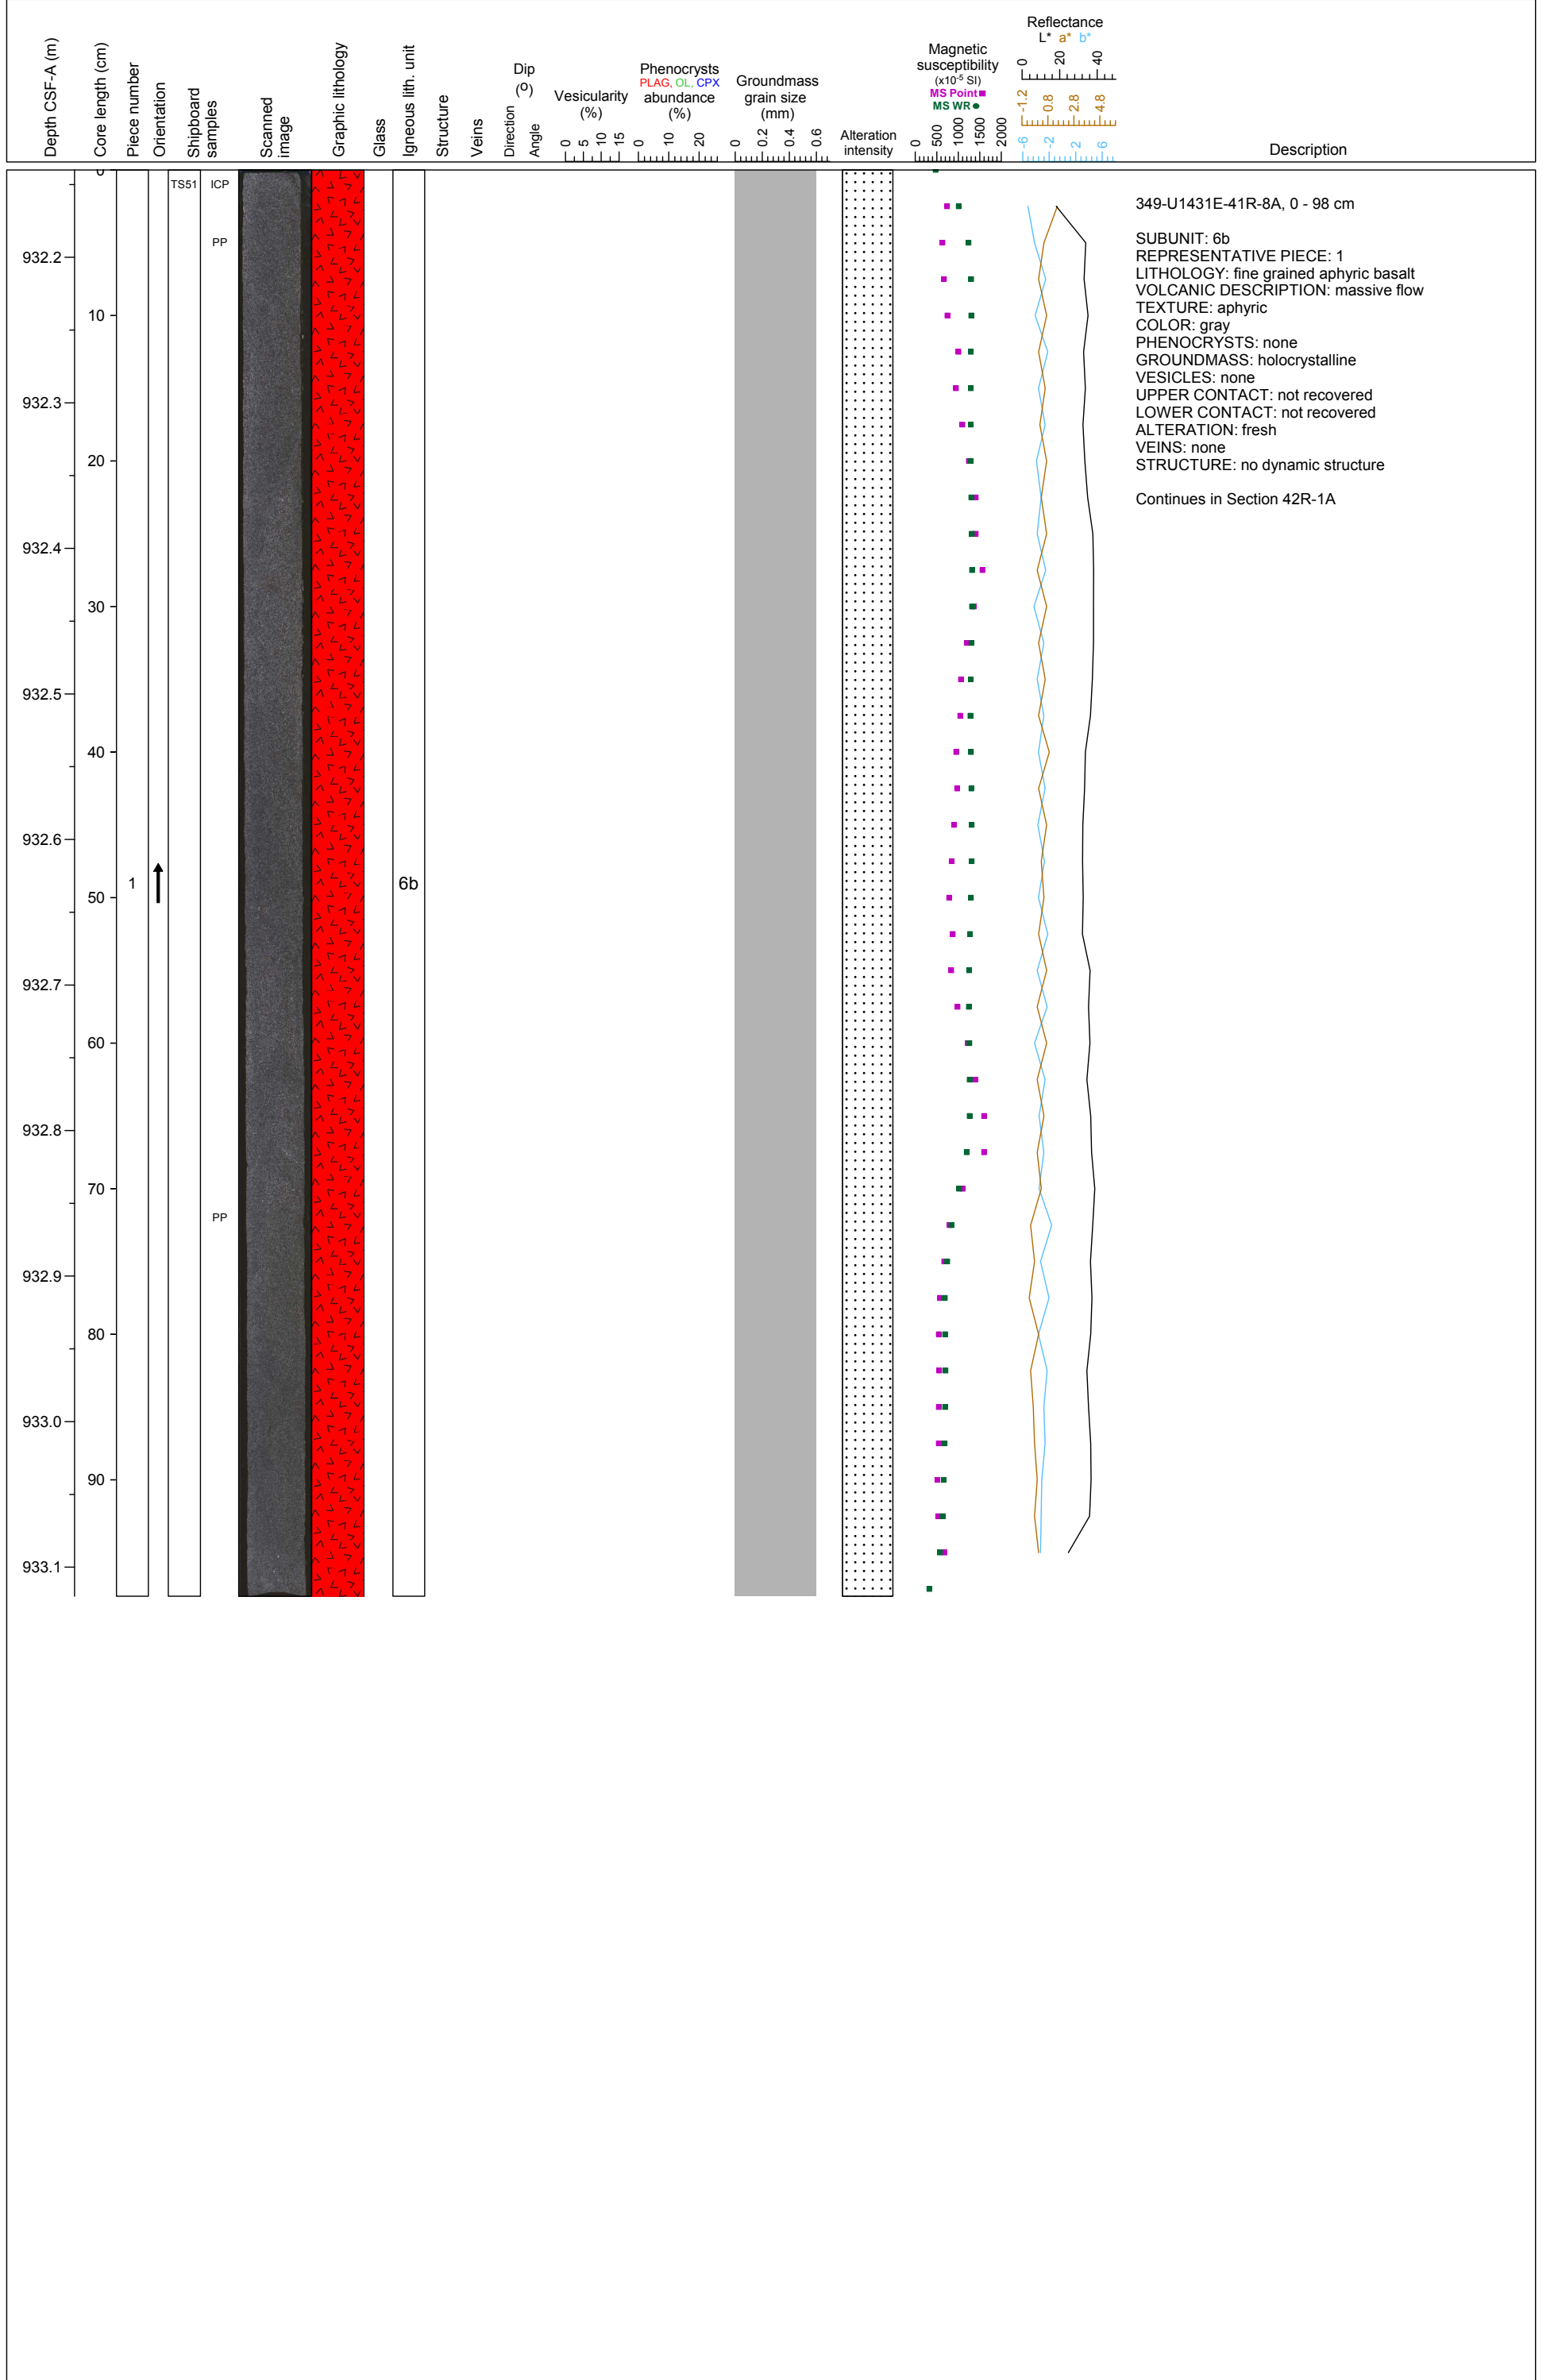 Depth CSF-A (m)
Core length (cm)
Piece number
Orientation
Shipboard
samples
Scanned
image
Graphic lithology
Glass
Igneous lith. unit
Structure
Veins
Dip
(º)
Direction
Angle
Vesicularity
(%)
0 5 10 15
Phenocrysts
PLAG, OL, CPX
abundance
(%)
0 10 20
Groundmass
grain size
(mm)
0 0.2 0.4 0.6
Alteration
intensity
Magnetic
susceptibility
(x10⁻⁵ SI)
MS Point
MS WR
0 500 1000 1500 2000
Reflectance
L* a* b*
0 20 40
-1.2 0.8 2.8 4.8
-6 -2 2 6
Description
0
TS51 ICP
PP
932.2
10
932.3
20
932.4
30
932.5
40
932.6
1
6b
50
932.7
60
932.8
70
PP
932.9
80
933.0
90
933.1
349-U1431E-41R-8A, 0 - 98 cm
SUBUNIT: 6b
REPRESENTATIVE PIECE: 1
LITHOLOGY: fine grained aphyric basalt
VOLCANIC DESCRIPTION: massive flow
TEXTURE: aphyric
COLOR: gray
PHENOCRYSTS: none
GROUNDMASS: holocrystalline
VESICLES: none
UPPER CONTACT: not recovered
LOWER CONTACT: not recovered
ALTERATION: fresh
VEINS: none
STRUCTURE: no dynamic structure
Continues in Section 42R-1A